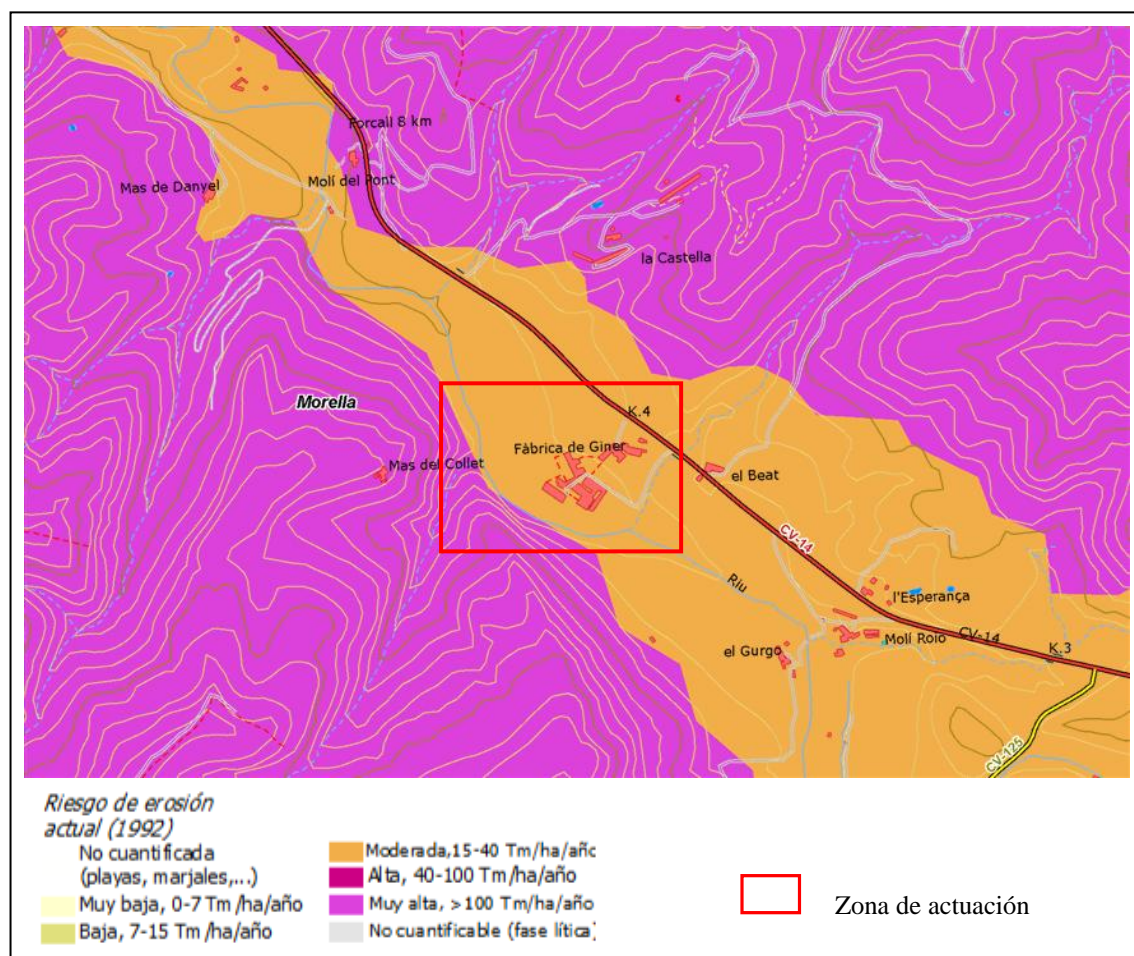 Forcall 8 km
Molí del Pont
Mas de Danyel
la Castella
Morella
K.4
Fàbrica de Giner
Mas del Collet
el Beat
CV-14
Riu
l'Esperança
Molí Roio
CV-14
K.3
el Gurgo
CV-125
Riesgo de erosión
actual (1992)
No cuantificada
(playas, marjales,...)
Muy baja, 0-7 Tm/ha/año
Baja, 7-15 Tm/ha/año
Moderada,15-40 Tm/ha/año
Alta, 40-100 Tm/ha/año
Muy alta, >100 Tm/ha/año
No cuantificable (fase lítica)
Zona de actuación